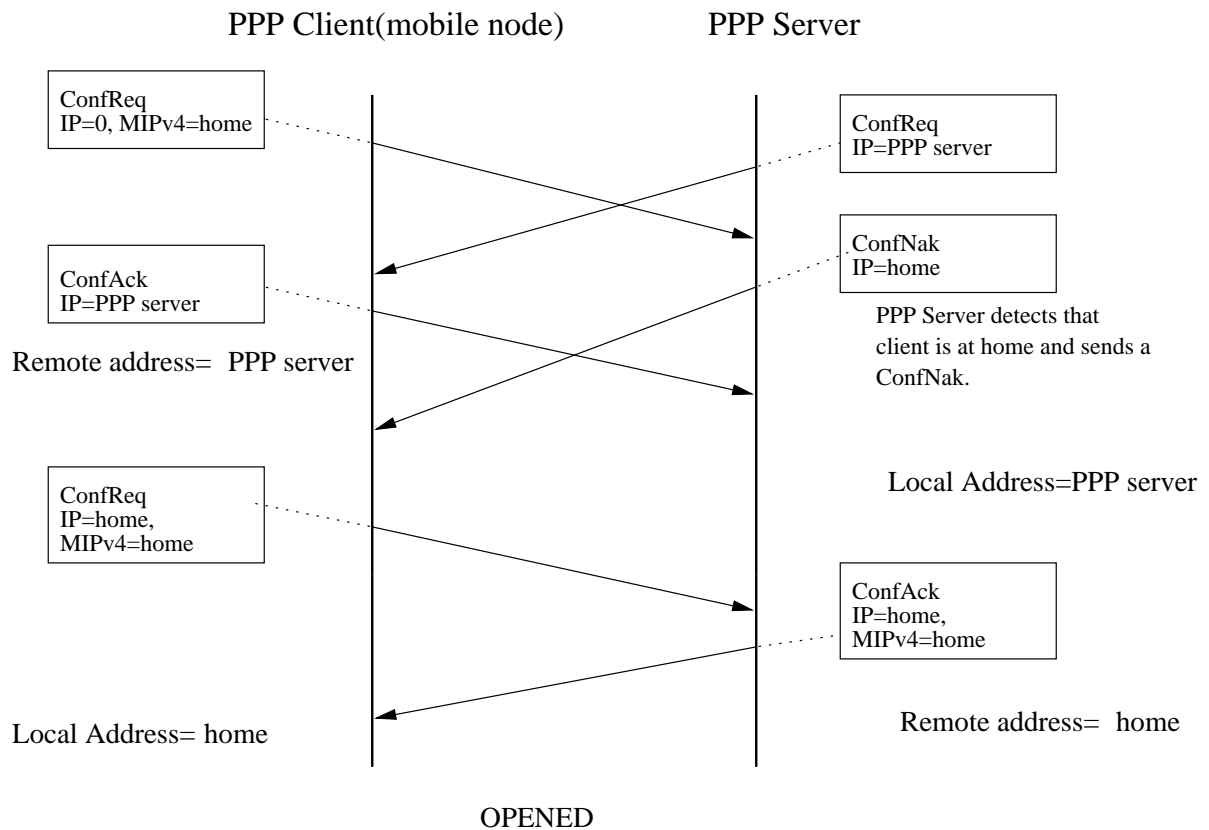 PPP Client(mobile node)
PPP Server
ConfReq
IP=0, MIPv4=home
ConfReq
IP=PPP server
ConfNak
IP=home
ConfAck
IP=PPP server
PPP Server detects that
client is at home and sends a
ConfNak.
Remote address= PPP server
ConfReq
IP=home,
MIPv4=home
Local Address=PPP server
ConfAck
IP=home,
MIPv4=home
Remote address= home
Local Address= home
OPENED